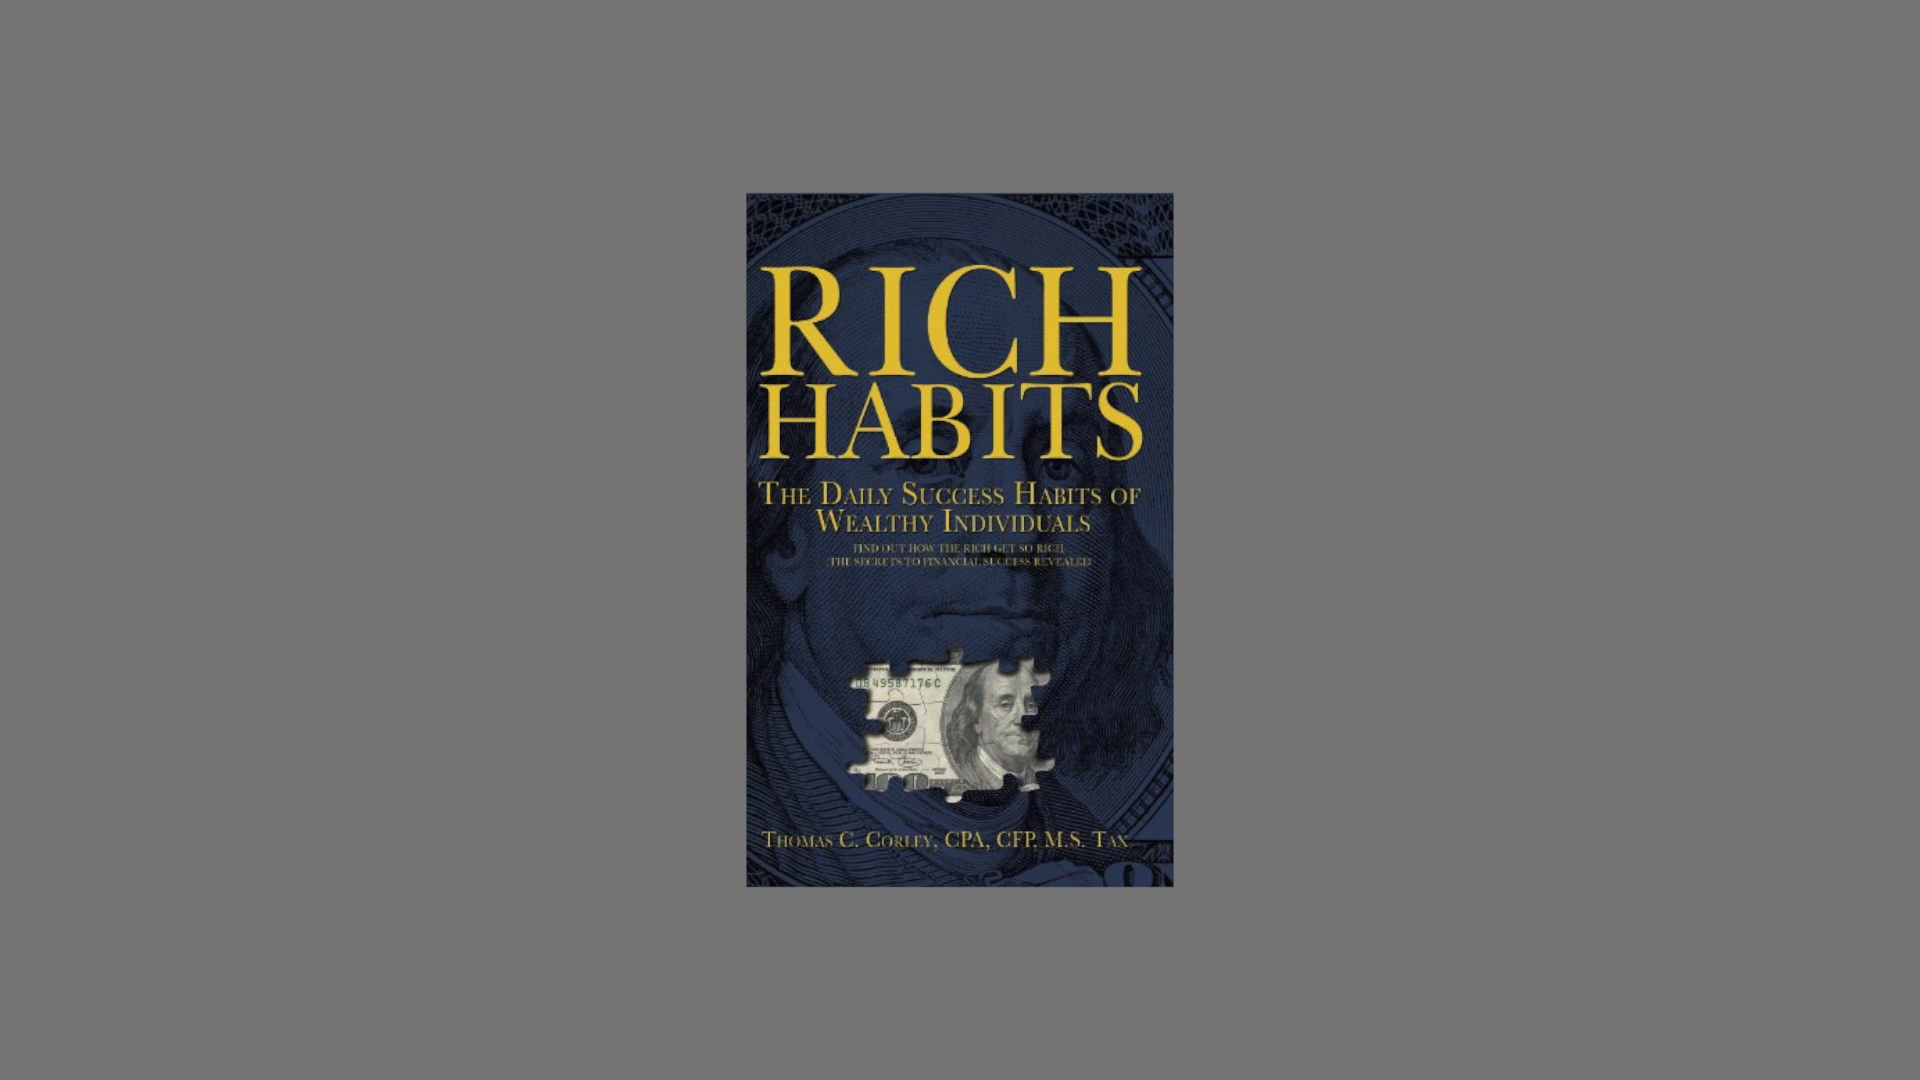 RICH
HABITS
THE DAILY SUCCESS HABITS OF
WEALTHY INDIVIDUALS
FIND OUT HOW THE RICH GET SO RICH
THE SECRETS TO FINANCIAL SUCCESS REVEALED
49587176C
THOMAS C. CORLEY, CPA, CFP, M.S. TAX